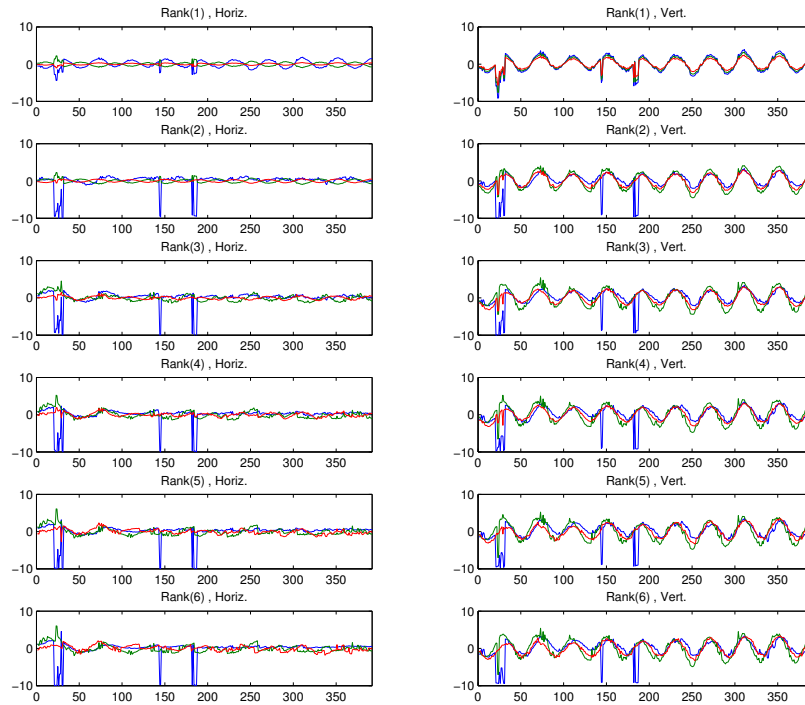 Rank(1) , Horiz.
10
0
−10
0 50 100 150 200 250 300 350
Rank(1) , Vert.
10
0
−10
0 50 100 150 200 250 300 350
Rank(2) , Horiz.
10
0
−10
0 50 100 150 200 250 300 350
Rank(2) , Vert.
10
0
−10
0 50 100 150 200 250 300 350
Rank(3) , Horiz.
10
0
−10
0 50 100 150 200 250 300 350
Rank(3) , Vert.
10
0
−10
0 50 100 150 200 250 300 350
Rank(4) , Horiz.
10
0
−10
0 50 100 150 200 250 300 350
Rank(4) , Vert.
10
0
−10
0 50 100 150 200 250 300 350
Rank(5) , Horiz.
10
0
−10
0 50 100 150 200 250 300 350
Rank(5) , Vert.
10
0
−10
0 50 100 150 200 250 300 350
Rank(6) , Horiz.
10
0
−10
0 50 100 150 200 250 300 350
Rank(6) , Vert.
10
0
−10
0 50 100 150 200 250 300 350